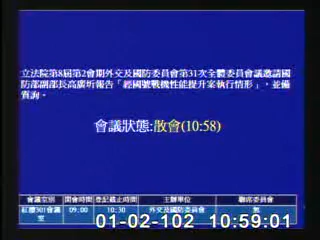 立法院第8屆第2會期外交及國防委員會第31次全體委員會議邀請國
防部副部長高廣圻報告「經國號戰機性能提升案執行情形」，並備
質詢。
會議狀態:散會(10:58)
會議室別 開會時間 登記截止時間 主辦單位 聯席委員會
紅樓301會議室 09:00 10:30 外交及國防委員會 無
01-02-102 10:59:01